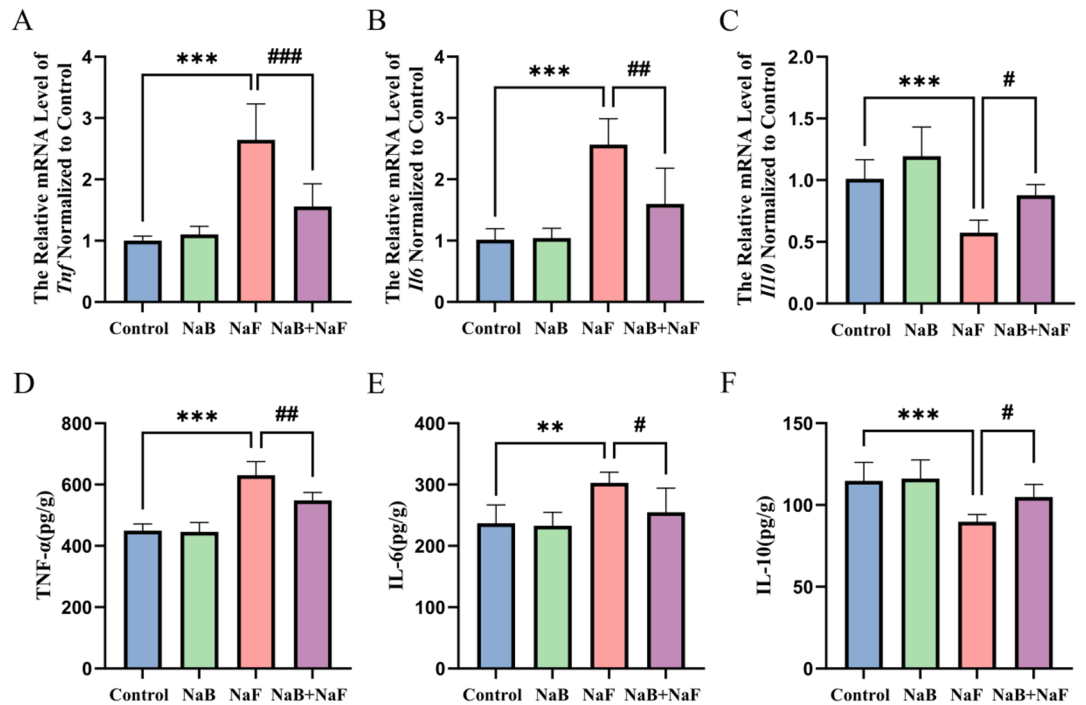 A
The Relative mRNA Level of
Tnf Normalized to Control
4
3
2
1
0
***
###
Control NaB NaF NaB+NaF
B
The Relative mRNA Level of
Il6 Normalized to Control
4
3
2
1
0
***
##
Control NaB NaF NaB+NaF
C
The Relative mRNA Level of
Il10 Normalized to Control
2.0
1.5
1.0
0.5
0.0
***
#
Control NaB NaF NaB+NaF
D
TNF-α(pg/g)
800
600
400
200
0
***
##
Control NaB NaF NaB+NaF
E
IL-6(pg/g)
400
300
200
100
0
**
#
Control NaB NaF NaB+NaF
F
IL-10(pg/g)
150
100
50
0
***
#
Control NaB NaF NaB+NaF